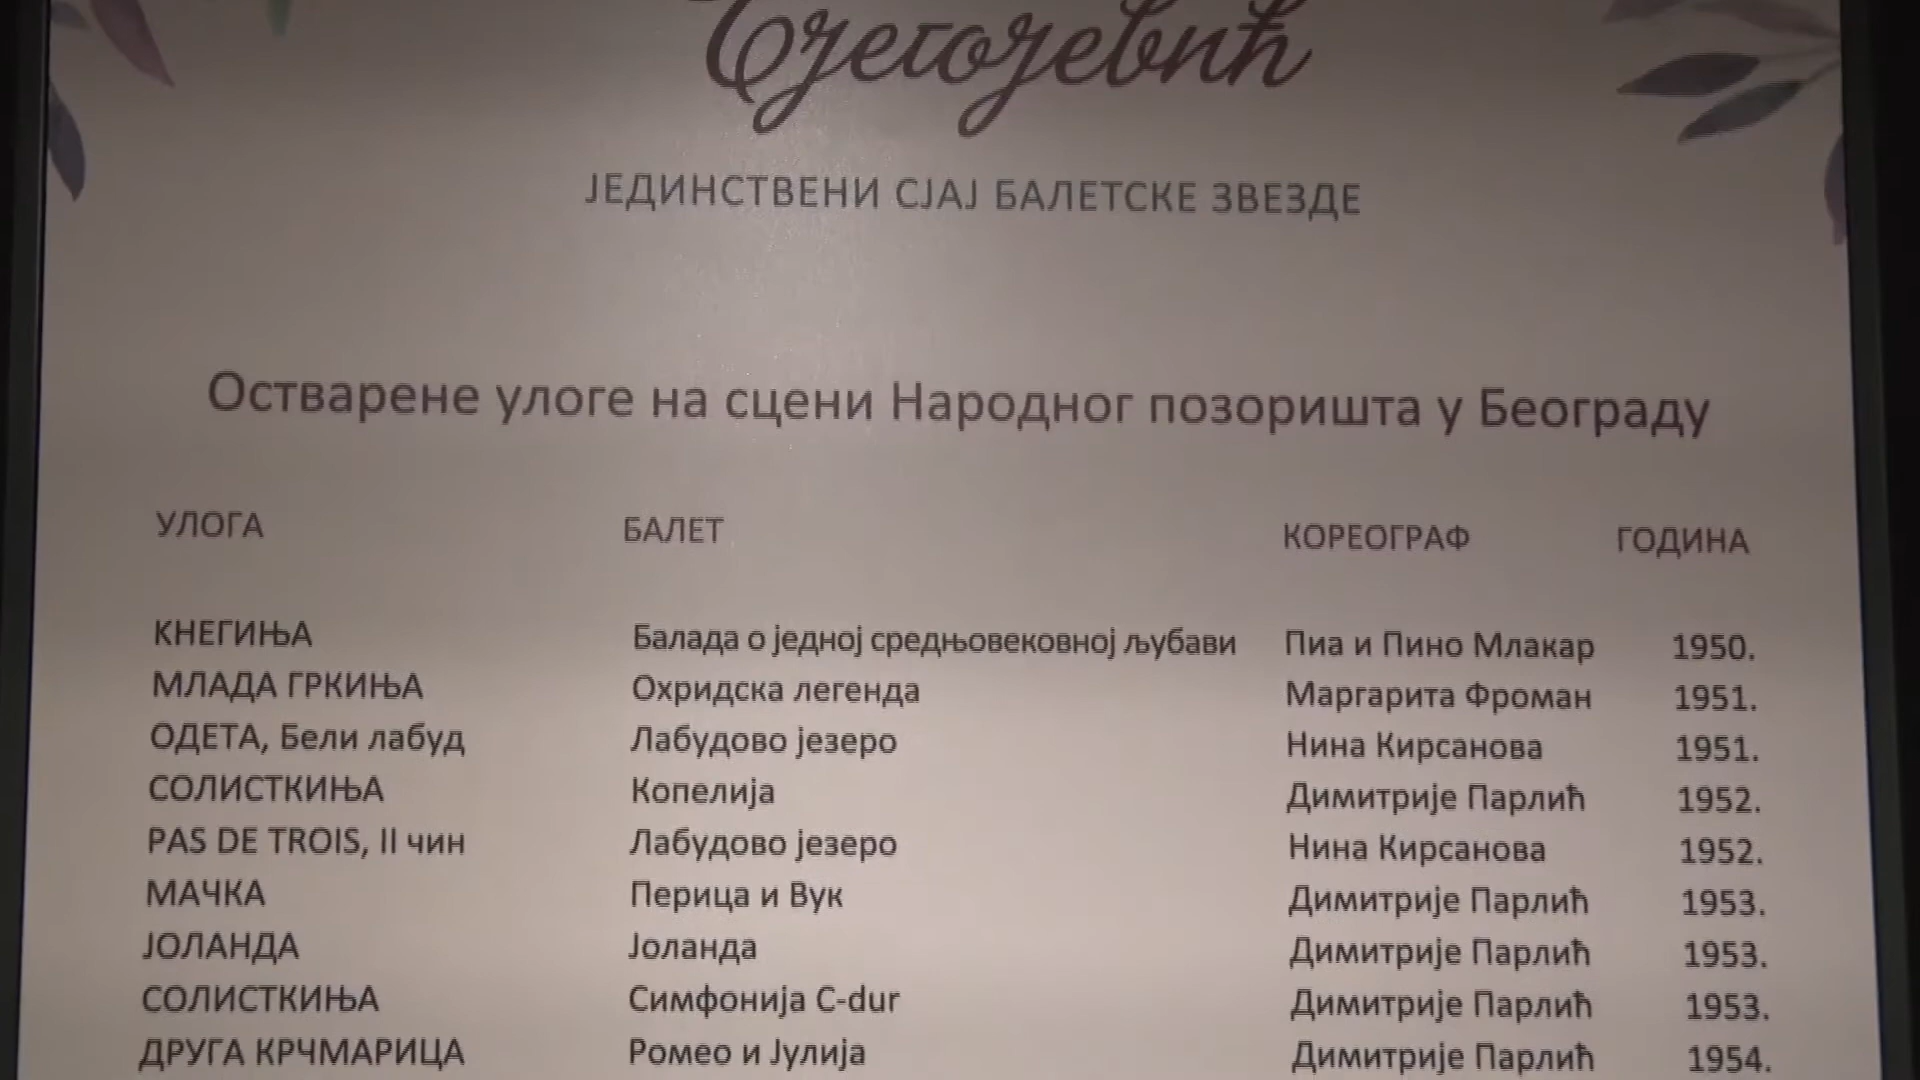 Бјегојевић
ЈЕДИНСТВЕНИ СЈАЈ БАЛЕТСКЕ ЗВЕЗДЕ
Остварене улоге на сцени Народног позоришта у Београду
УЛОГА БАЛЕТ КОРЕОГРАФ ГОДИНА
КНЕГИЊА Балада о једној средњовековној љубави Пиа и Пино Млакар 1950.
МЛАДА ГРКИЊА Охридска легенда Маргарита Фроман 1951.
ОДЕТА, Бели лабуд Лабудово језеро Нина Кирсанова 1951.
СОЛИСТКИЊА Копелија Димитрије Парлић 1952.
PAS DE TROIS, II чин Лабудово језеро Нина Кирсанова 1952.
МАЧКА Перица и Вук Димитрије Парлић 1953.
ЈОЛАНДА Јоланда Димитрије Парлић 1953.
СОЛИСТКИЊА Симфонија C-dur Димитрије Парлић 1953.
ДРУГА КРЧМАРИЦА Ромео и Јулија Димитрије Парлић 1954.